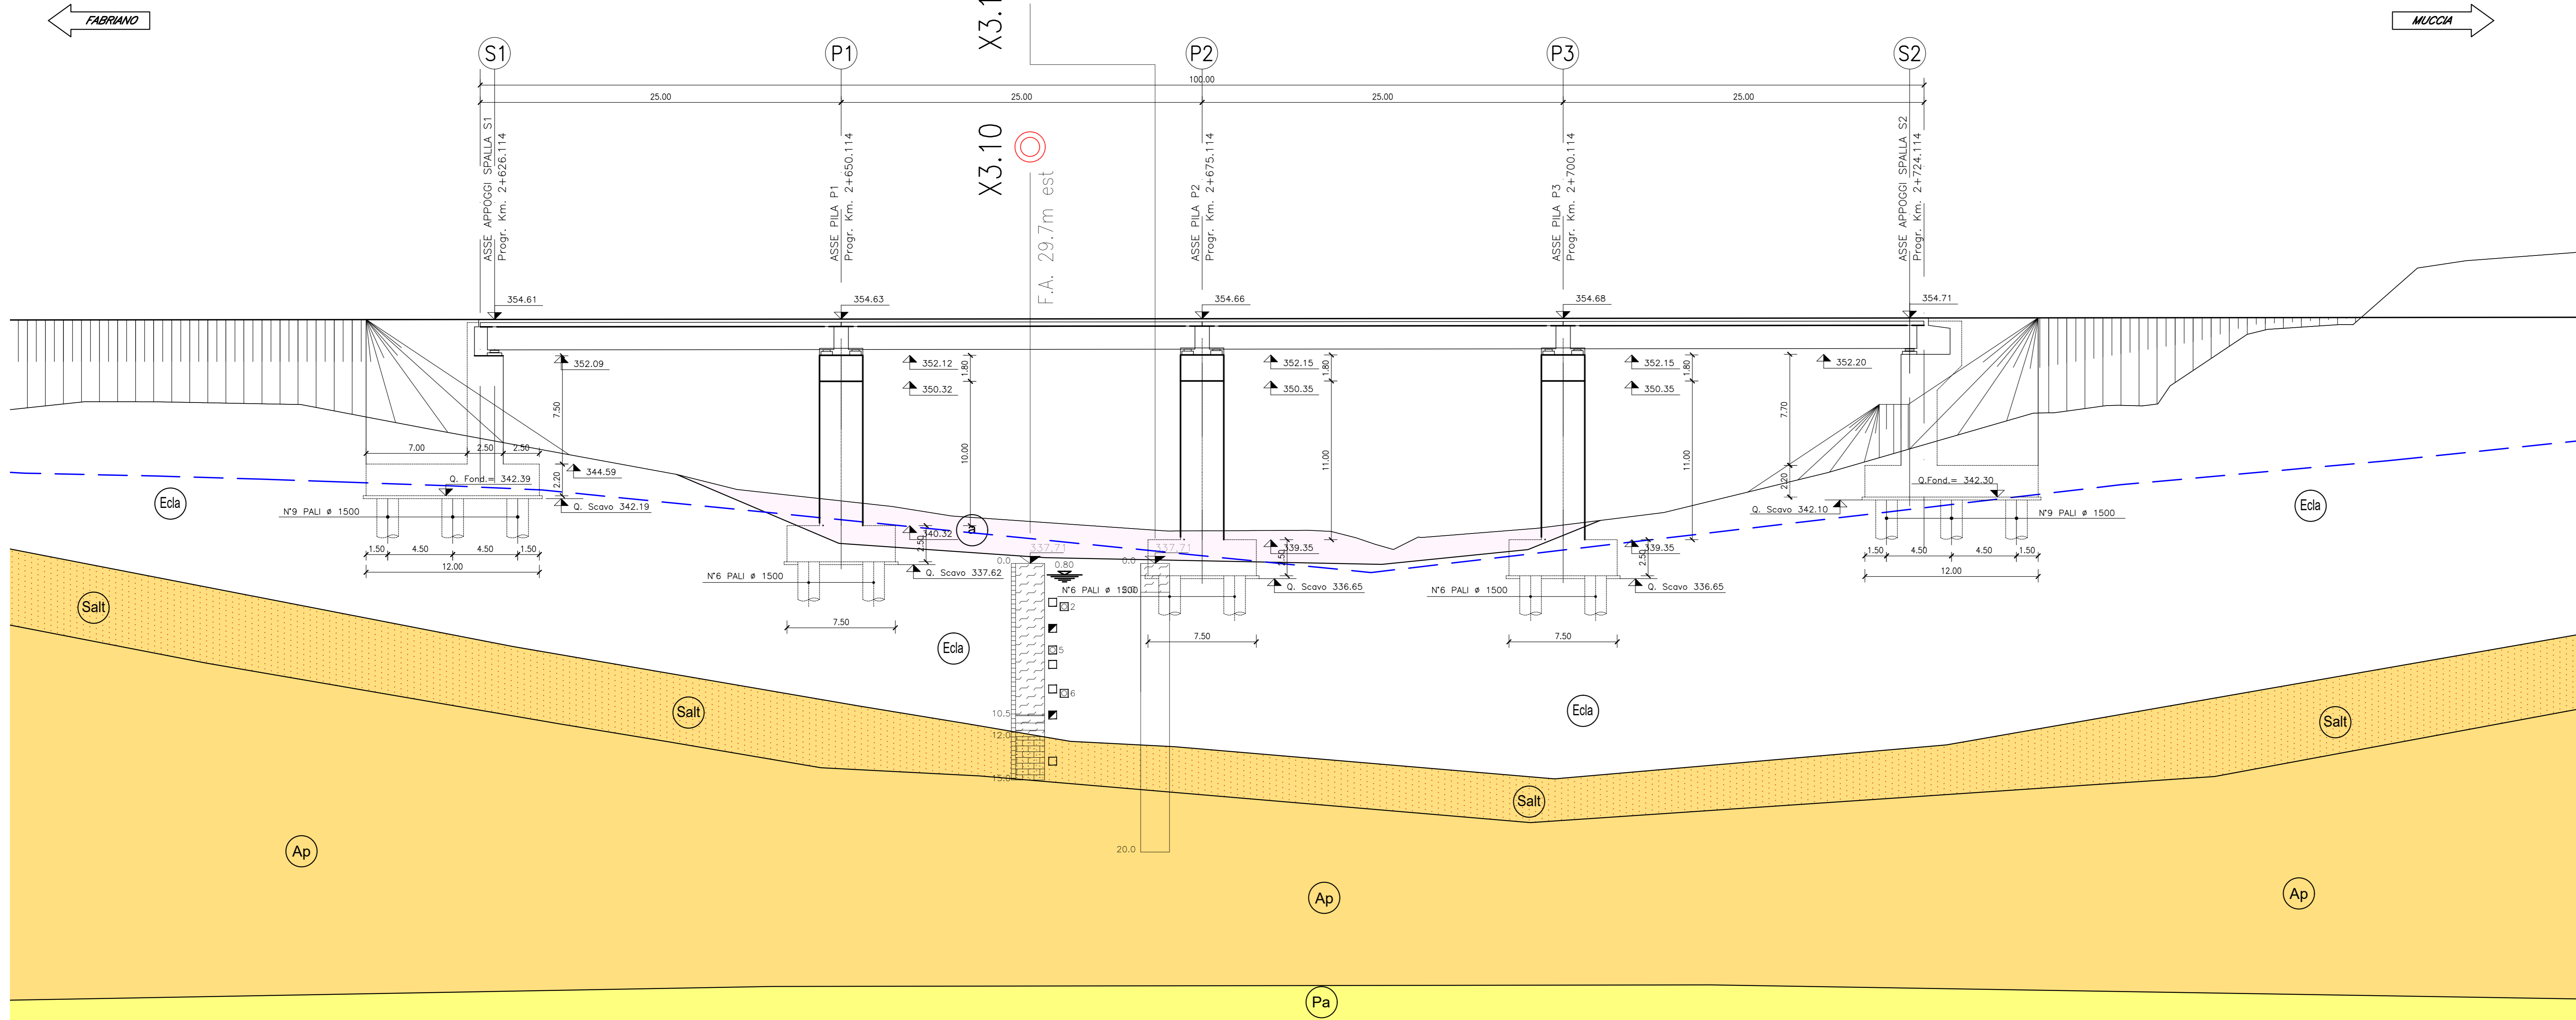 FABRIANO
MUCCIA
S1
P1
X3.1
P2
P3
S2
100.00
25.00
25.00
25.00
25.00
ASSE APPOGGI SPALLA S1
Progr. Km. 2+626.114
ASSE PILA P1
Progr. Km. 2+650.114
X3.10
F.A. 29.7m est
ASSE PILA P2
Progr. Km. 2+675.114
ASSE PILA P3
Progr. Km. 2+700.114
ASSE APPOGGI SPALLA S2
Progr. Km. 2+724.114
354.61
354.63
354.66
354.68
354.71
352.09
352.12
352.15
352.15
352.20
1.80
1.80
1.80
350.32
350.35
350.35
7.50
10.00
11.00
11.00
7.70
7.00
2.50
2.50
344.59
2.20
2.20
Q. Fond.= 342.39
Q.Fond.= 342.30
Q. Scavo 342.19
Q. Scavo 342.10
Ecla
Ecla
N°9 PALI ø 1500
N°9 PALI ø 1500
a
340.32
2.50
339.35
2.50
339.35
2.50
1.50
4.50
4.50
1.50
12.00
1.50
4.50
4.50
1.50
12.00
337.71
337.71
0.0
0.80
0.0
Q. Scavo 337.62
Q. Scavo 336.65
Q. Scavo 336.65
N°6 PALI ø 1500
N°6 PALI ø 1500
N°6 PALI ø 1500
Salt
2
7.50
7.50
7.50
Ecla
5
6
Salt
10.5
Ecla
Salt
12.0
15.0
Salt
20.0
Ap
Ap
Ap
Pa